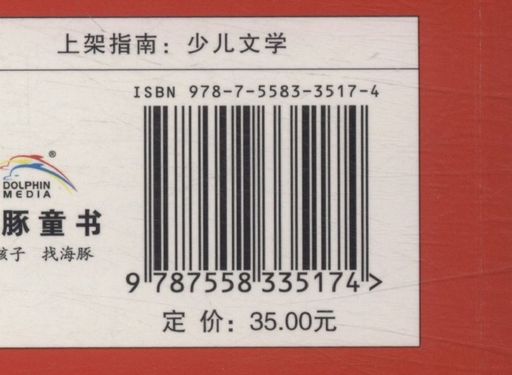 上架指南：少儿文学
ISBN 978-7-5583-3517-4
®
DOLPHIN
MEDIA
豚童书
孩子 找海豚
9 787558 335174 >
定 价：35.00元